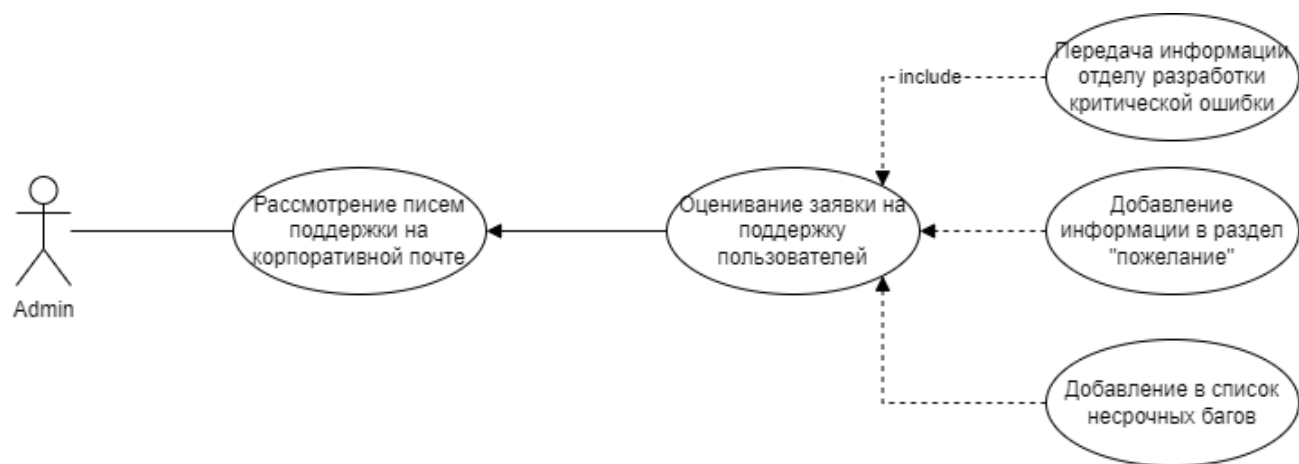 Admin
Рассмотрение писем
поддержки на
корпоративной почте
Оценивание заявки на
поддержку
пользователей
include
Передача информации
отделу разработки
критической ошибки
Добавление
информации в раздел
"пожелание"
Добавление в список
несрочных багов